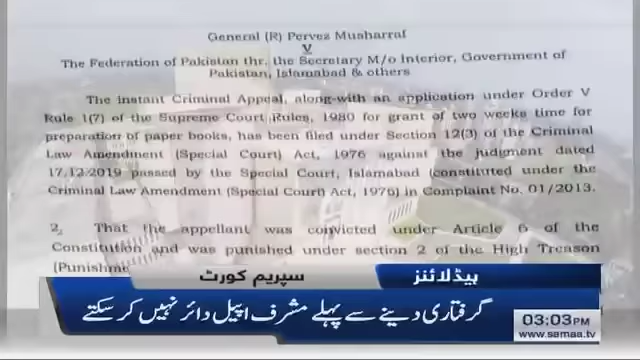 General (R) Pervez Musharraf
V
The Federation of Pakistan thr. the Secretary M/o Interior, Government of
Pakistan, Islamabad & others
The instant Criminal Appeal, along-with an application under Order V
Rule 1(7) of the Supreme Court Rules, 1980 for grant of two weeks time for
preparation of paper books, has been filed under Section 12(3) of the Criminal
Law Amendment (Special Court) Act, 1976 against the judgment dated
17.12.2019 passed by the Special Court, Islamabad (constituted under the
Criminal Law Amendment (Special Court) Act, 1976) in Complaint No. 01/2013.
2. That the appellant was convicted under Article 6 of the
Constitution and was punished under section 2 of the High Treason
(Punishme
ہیڈلائنز
سپریم کورٹ
گرفتاری دینے سے پہلے مشرف اپیل دائر نہیں کر سکتے
03:03PM
www.samaa.tv